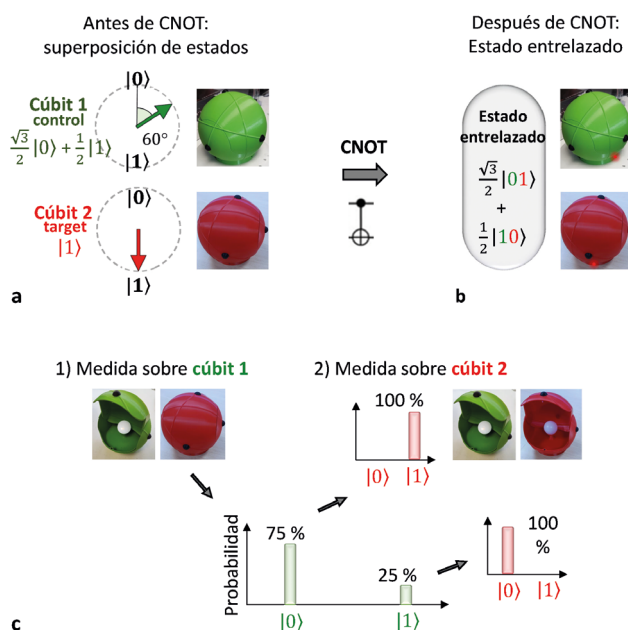 Antes de CNOT:
superposición de estados
|0⟩
Cúbit 1
control
√3/2 |0⟩ + 1/2 |1⟩
60°
|1⟩
|0⟩
Cúbit 2
target
|1⟩
|1⟩
a
CNOT
Después de CNOT:
Estado entrelazado
Estado
entrelazado
√3/2 |01⟩
+
1/2 |10⟩
b
1) Medida sobre cúbit 1
2) Medida sobre cúbit 2
100 %
|0⟩ |1⟩
Probabilidad
75 %
25 %
|0⟩ |1⟩
100
%
|0⟩ |1⟩
c